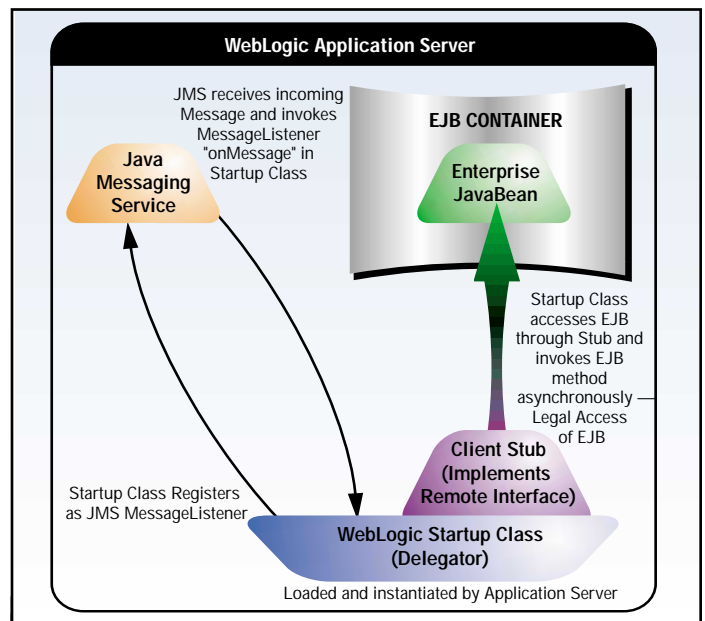 WebLogic Application Server
JMS receives incoming
Message and invokes
MessageListener
"onMessage" in
Startup Class
EJB CONTAINER
Java
Messaging
Service
Enterprise
JavaBean
Startup Class
accesses EJB
through Stub and
invokes EJB
method
asynchronously —
Legal Access
of EJB
Client Stub
(Implements
Remote Interface)
Startup Class Registers
as JMS MessageListener
WebLogic Startup Class
(Delegator)
Loaded and instantiated by Application Server